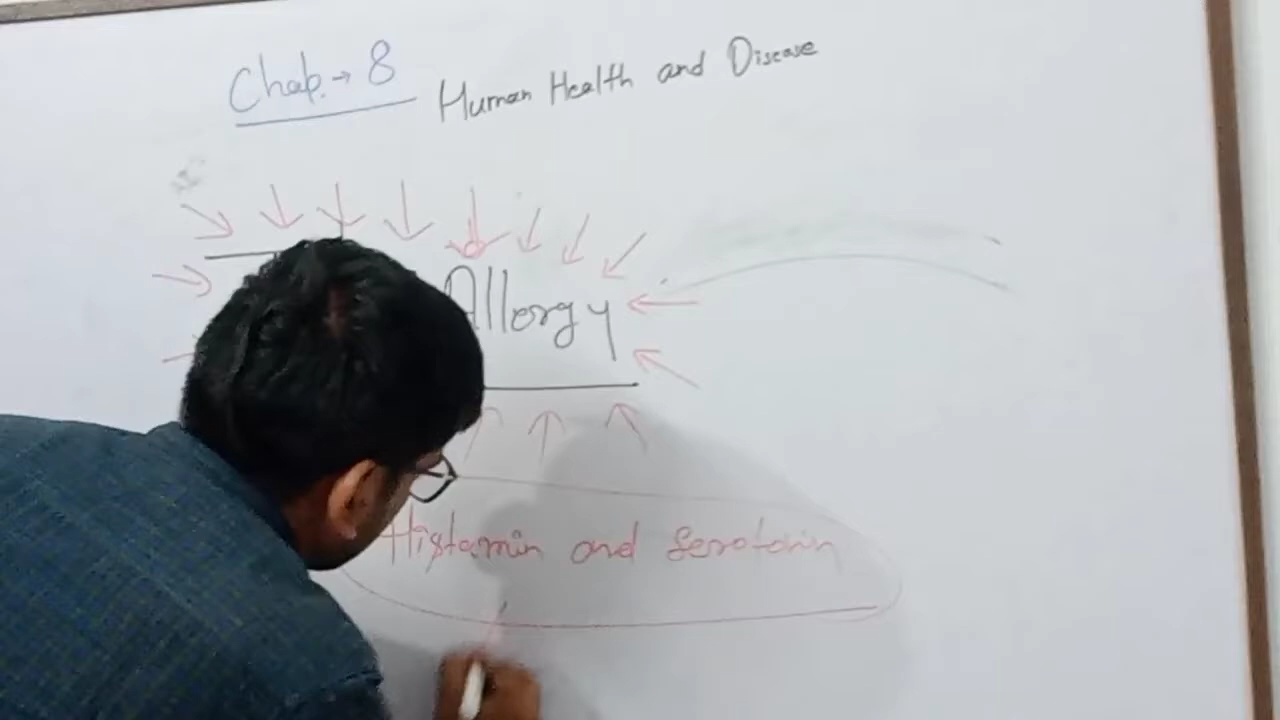 Chap. → 8
Human Health and Disease
Allergy
Histamin and Serotonin